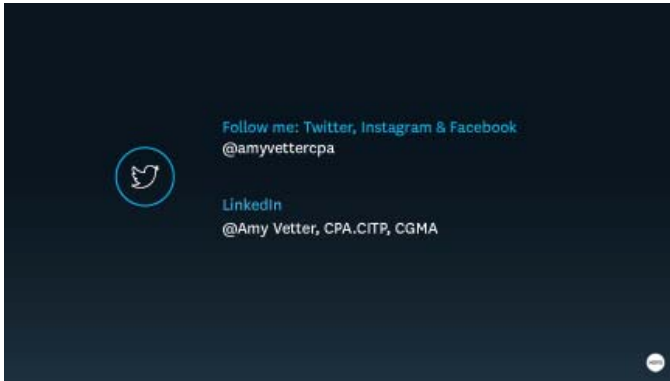 Follow me: Twitter, Instagram & Facebook
@amyvettercpa
LinkedIn
@Amy Vetter, CPA.CITP, CGMA